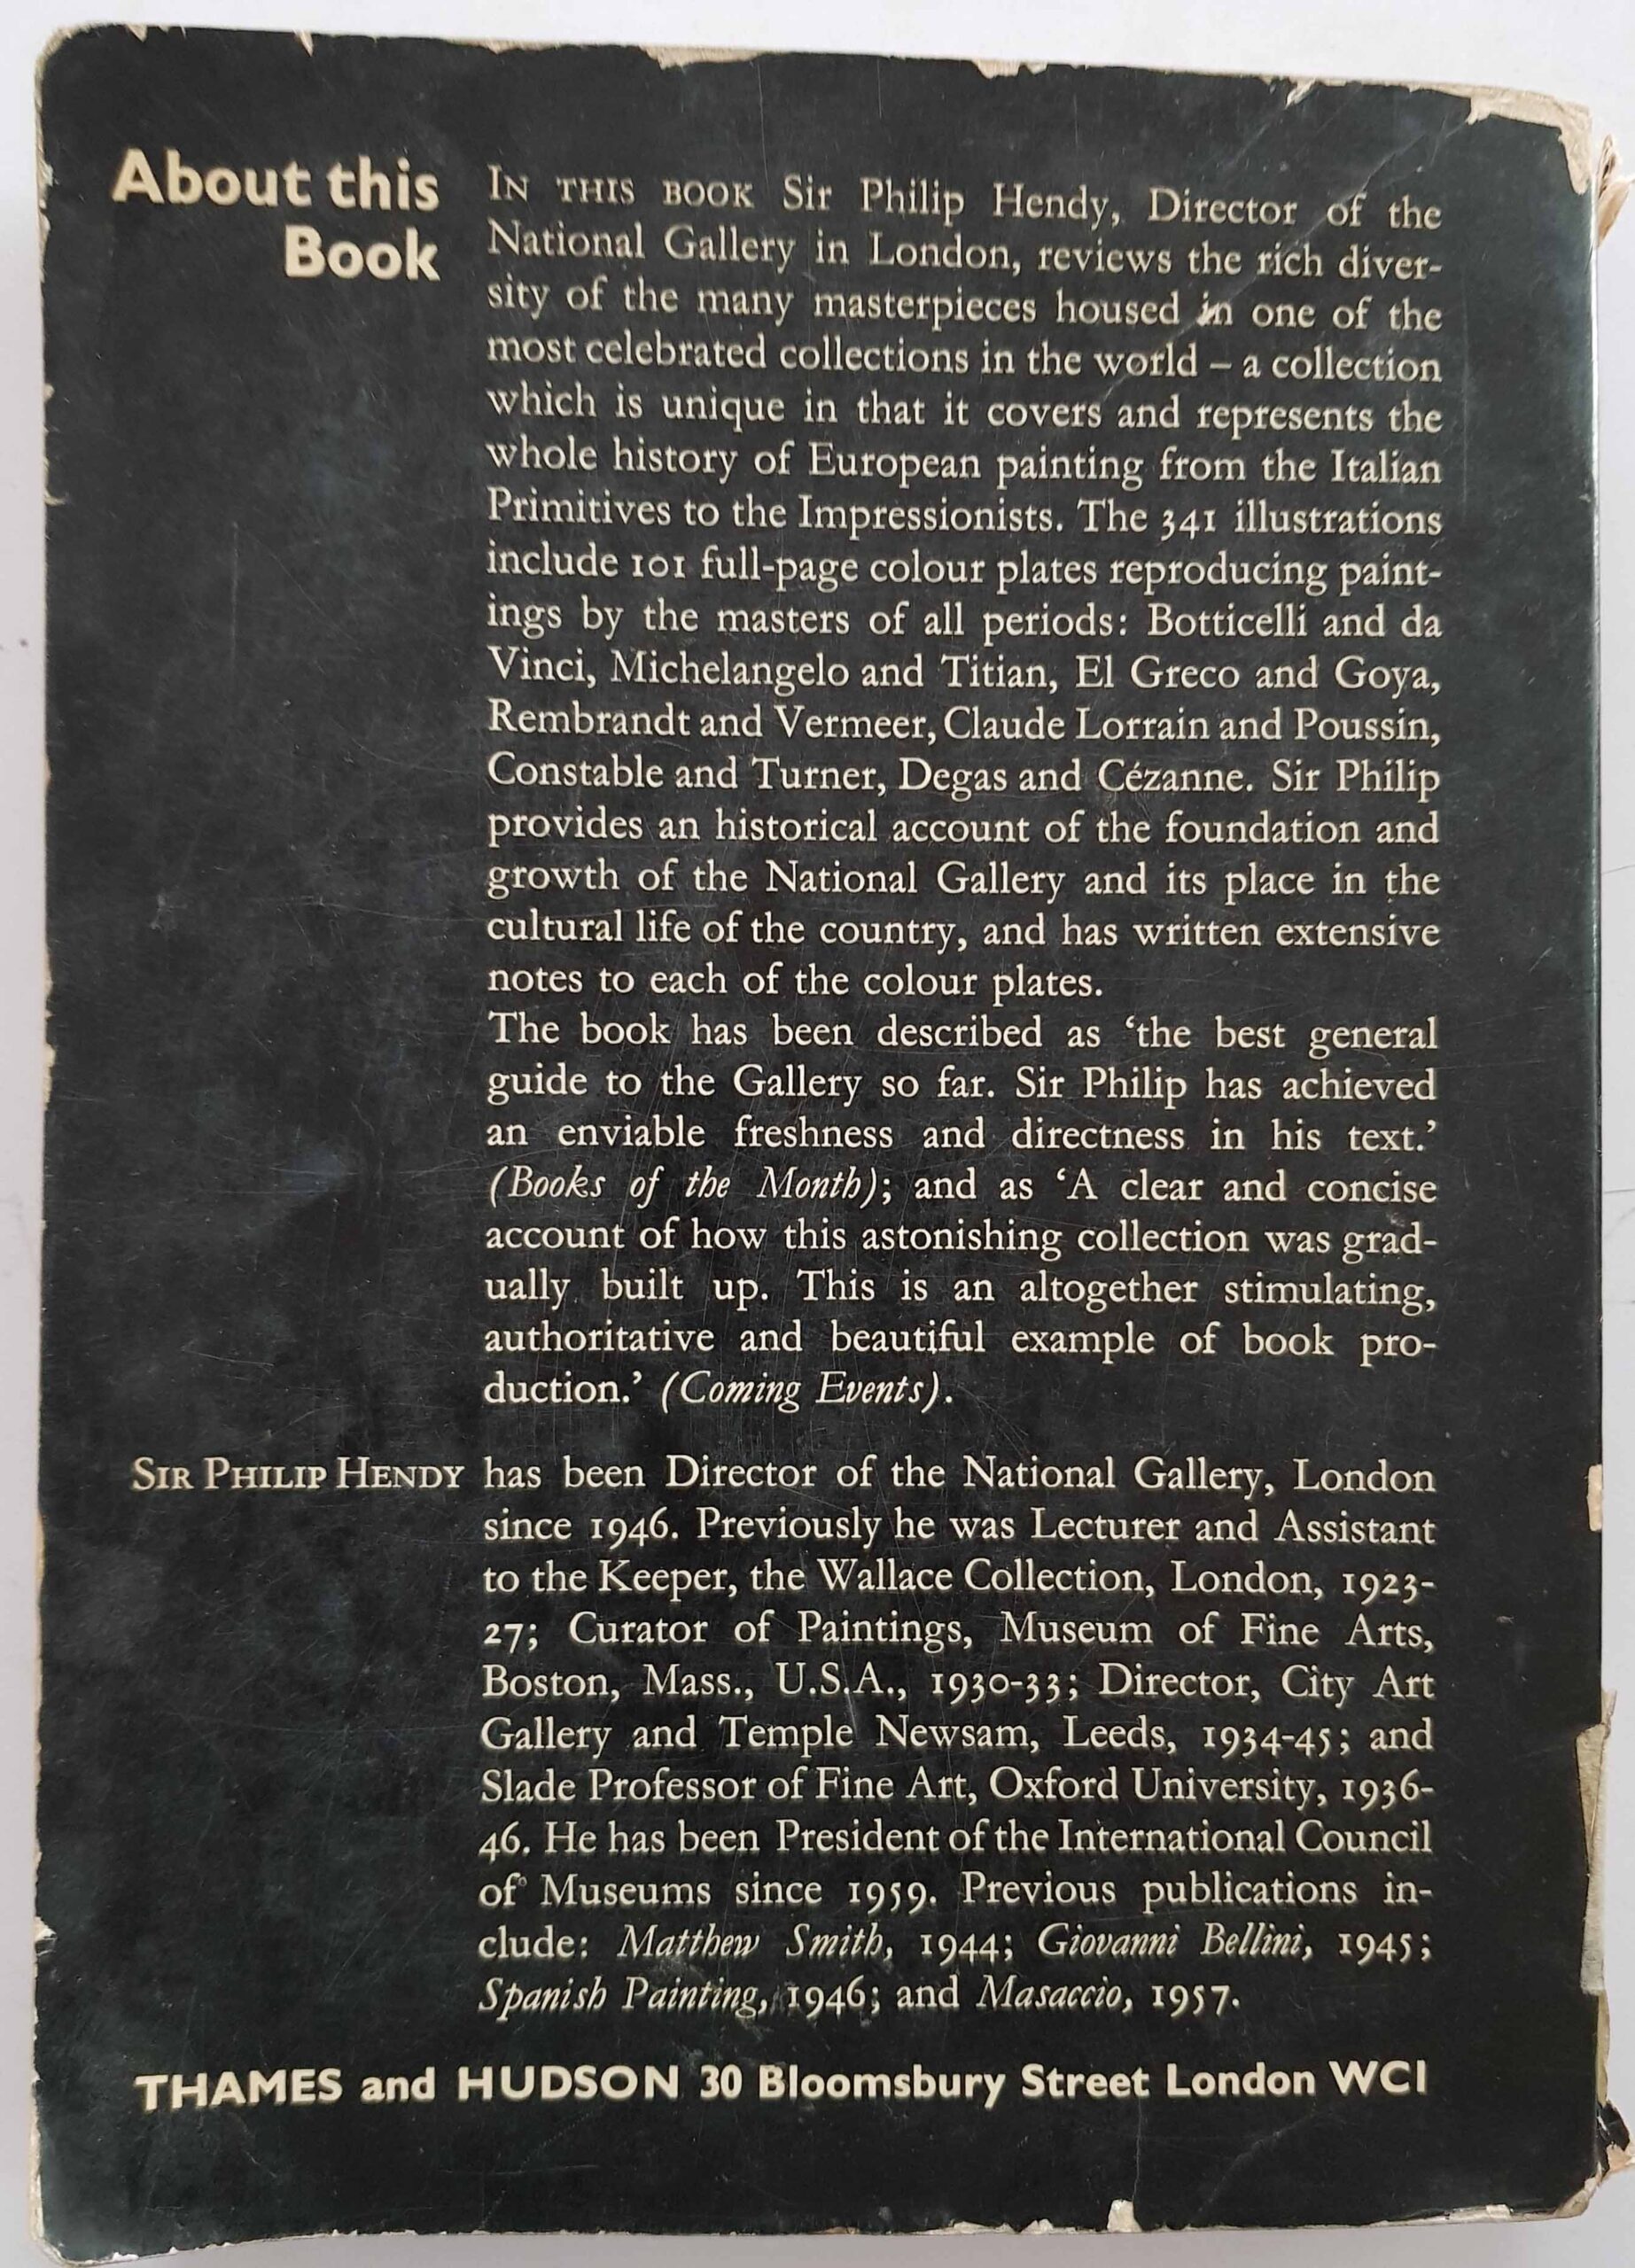 About this
Book
IN THIS BOOK Sir Philip Hendy, Director of the
National Gallery in London, reviews the rich diver-
sity of the many masterpieces housed in one of the
most celebrated collections in the world – a collection
which is unique in that it covers and represents the
whole history of European painting from the Italian
Primitives to the Impressionists. The 341 illustrations
include 101 full-page colour plates reproducing paint-
ings by the masters of all periods: Botticelli and da
Vinci, Michelangelo and Titian, El Greco and Goya,
Rembrandt and Vermeer, Claude Lorrain and Poussin,
Constable and Turner, Degas and Cézanne. Sir Philip
provides an historical account of the foundation and
growth of the National Gallery and its place in the
cultural life of the country, and has written extensive
notes to each of the colour plates.
The book has been described as ‘the best general
guide to the Gallery so far. Sir Philip has achieved
an enviable freshness and directness in his text.’
(Books of the Month); and as ‘A clear and concise
account of how this astonishing collection was grad-
ually built up. This is an altogether stimulating,
authoritative and beautiful example of book pro-
duction.’ (Coming Events).
SIR PHILIP HENDY has been Director of the National Gallery, London
since 1946. Previously he was Lecturer and Assistant
to the Keeper, the Wallace Collection, London, 1923-
27; Curator of Paintings, Museum of Fine Arts,
Boston, Mass., U.S.A., 1930-33; Director, City Art
Gallery and Temple Newsam, Leeds, 1934-45; and
Slade Professor of Fine Art, Oxford University, 1936-
46. He has been President of the International Council
of Museums since 1959. Previous publications in-
clude: Matthew Smith, 1944; Giovanni Bellini, 1945;
Spanish Painting, 1946; and Masaccio, 1957.
THAMES and HUDSON 30 Bloomsbury Street London WC1